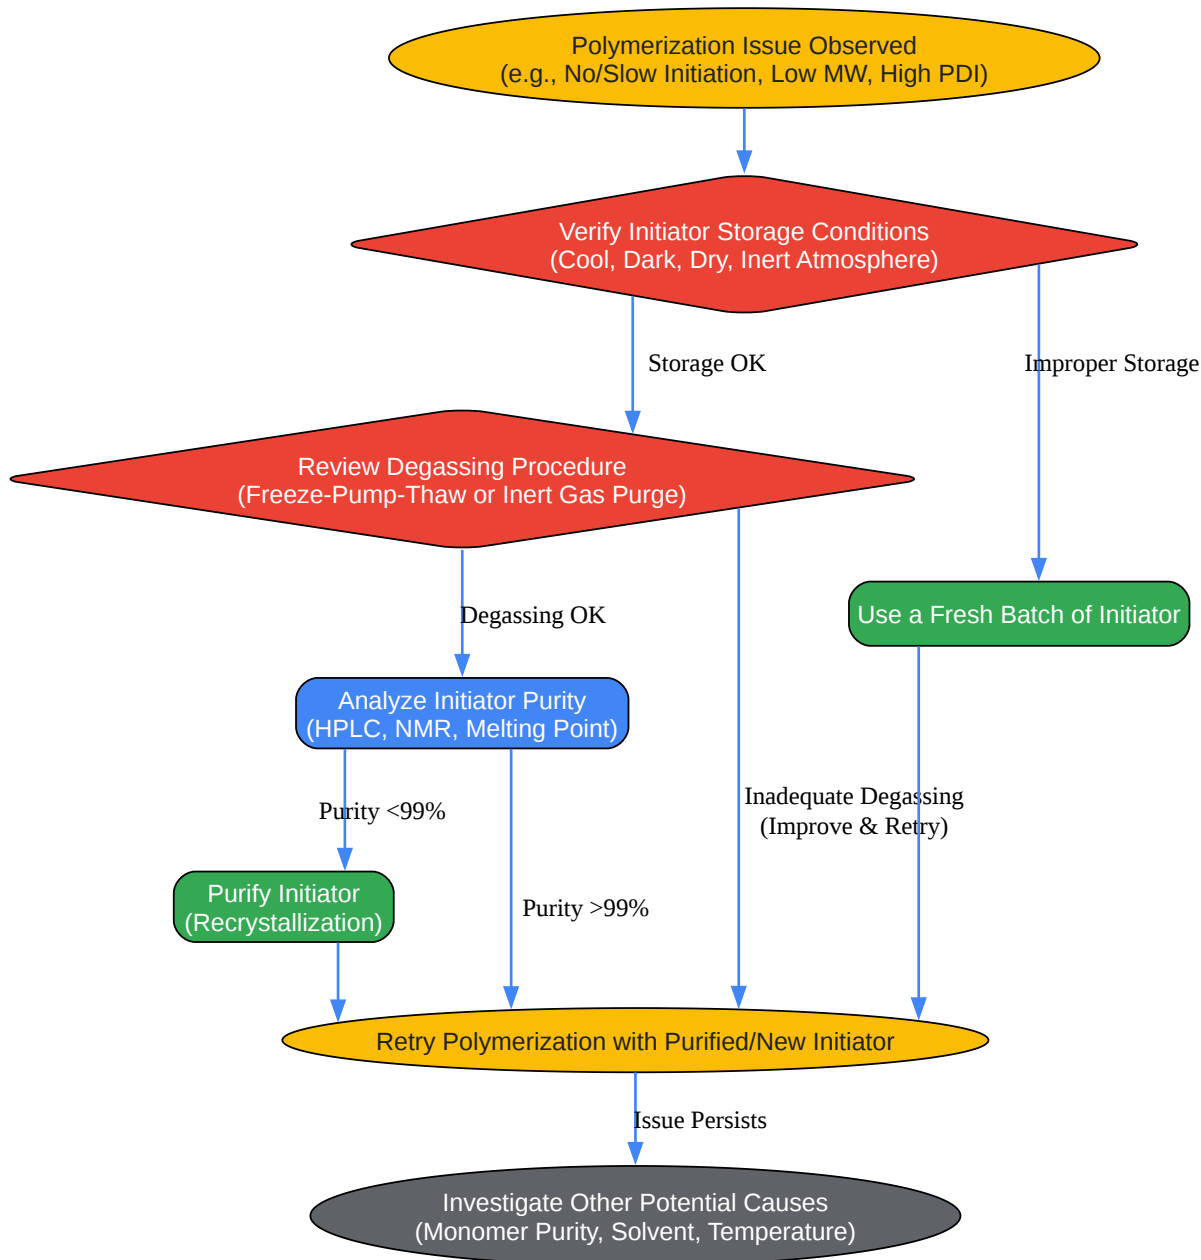 Polymerization Issue Observed
(e.g., No/Slow Initiation, Low MW, High PDI)
Verify Initiator Storage Conditions
(Cool, Dark, Dry, Inert Atmosphere)
Storage OK
Improper Storage
Review Degassing Procedure
(Freeze-Pump-Thaw or Inert Gas Purge)
Degassing OK
Use a Fresh Batch of Initiator
Analyze Initiator Purity
(HPLC, NMR, Melting Point)
Purity <99%
Inadequate Degassing
(Improve & Retry)
Purify Initiator
(Recrystallization)
Purity >99%
Retry Polymerization with Purified/New Initiator
Issue Persists
Investigate Other Potential Causes
(Monomer Purity, Solvent, Temperature)